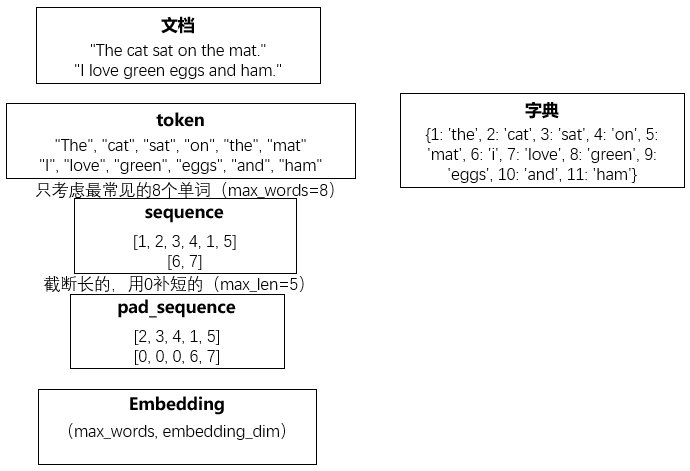 文档
"The cat sat on the mat."
"I love green eggs and ham."
token
"The", "cat", "sat", "on", "the", "mat"
"I", "love", "green", "eggs", "and", "ham"
只考虑最常见的8个单词（max_words=8）
sequence
[1, 2, 3, 4, 1, 5]
[6, 7]
截断长的，用0补短的（max_len=5）
pad_sequence
[2, 3, 4, 1, 5]
[0, 0, 0, 6, 7]
Embedding
（max_words, embedding_dim）
字典
{1: 'the', 2: 'cat', 3: 'sat', 4: 'on', 5:
'mat', 6: 'i', 7: 'love', 8: 'green', 9:
'eggs', 10: 'and', 11: 'ham'}